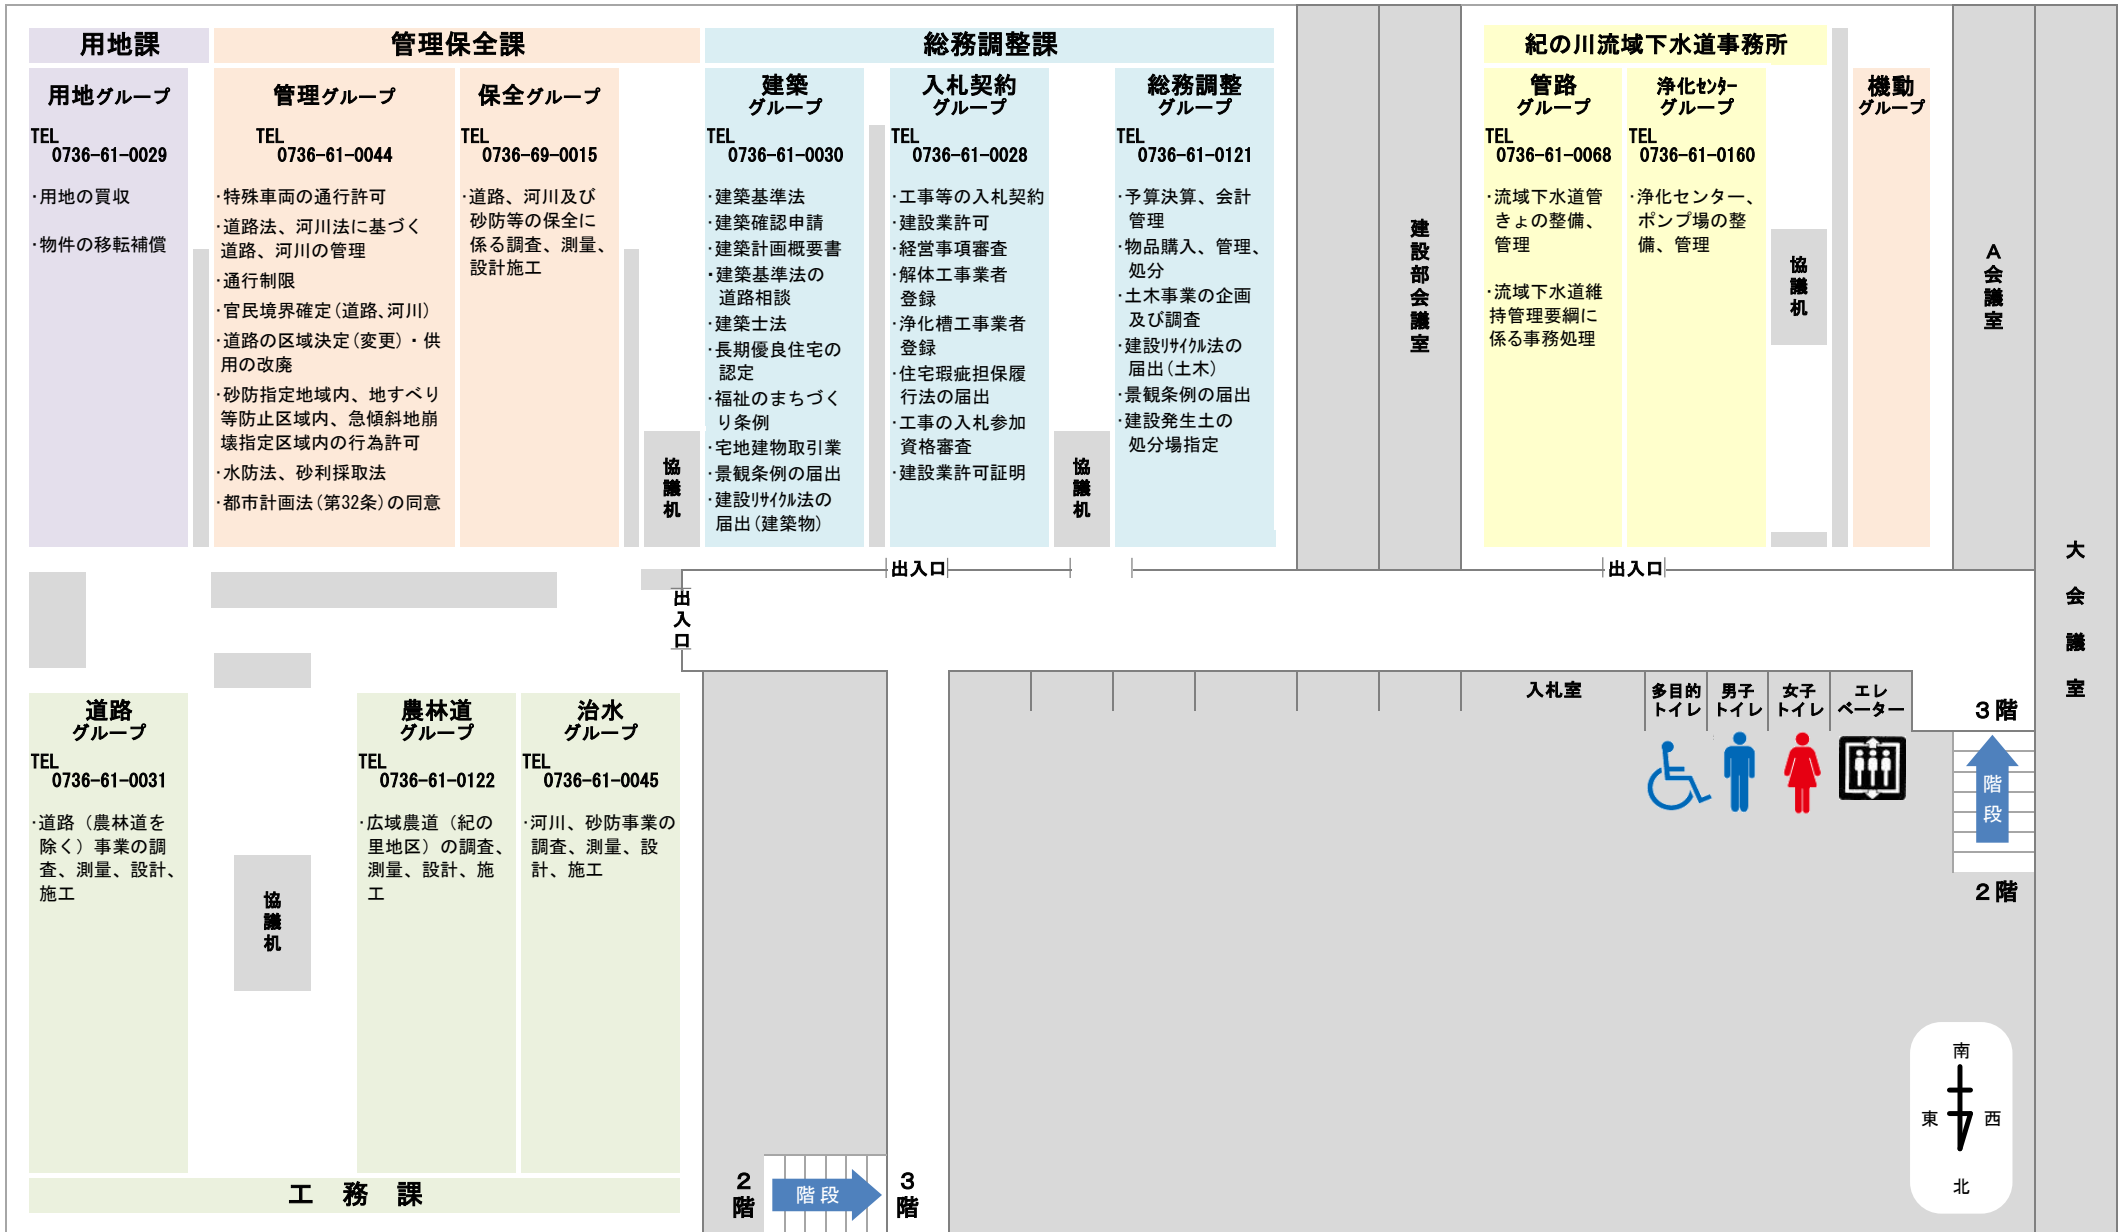 用地課
用地グループ
TEL
0736-61-0029
・用地の買収
・物件の移転補償
管理保全課
管理グループ
TEL
0736-61-0044
・特殊車両の通行許可
・道路法、河川法に基づく
道路、河川の管理
・通行制限
・官民境界確定(道路、河川)
・道路の区域決定(変更)・供
用の改廃
・砂防指定地域内、地すべり
等防止区域内、急傾斜地崩
壊指定区域内の行為許可
・水防法、砂利採取法
・都市計画法(第32条)の同意
保全グループ
TEL
0736-69-0015
・道路、河川及び
砂防等の保全に
係る調査、測量、
設計施工
協議机
総務調整課
建築
グループ
TEL
0736-61-0030
・建築基準法
・建築確認申請
・建築計画概要書
・建築基準法の
道路相談
・建築士法
・長期優良住宅の
認定
・福祉のまちづく
り条例
・宅地建物取引業
・景観条例の届出
・建設ﾘｻｲｸﾙ法の
届出(建築物)
入札契約
グループ
TEL
0736-61-0028
・工事等の入札契約
・建設業許可
・経営事項審査
・解体工事業者
登録
・浄化槽工事業者
登録
・住宅瑕疵担保履
行法の届出
・工事の入札参加
資格審査
・建設業許可証明
協議机
総務調整
グループ
TEL
0736-61-0121
・予算決算、会計
管理
・物品購入、管理、
処分
・土木事業の企画
及び調査
・建設ﾘｻｲｸﾙ法の
届出(土木)
・景観条例の届出
・建設発生土の
処分場指定
建設部会議室
紀の川流域下水道事務所
管路
グループ
TEL
0736-61-0068
・流域下水道管
きょの整備、
管理
・流域下水道維
持管理要綱に
係る事務処理
浄化ｾﾝﾀｰ
グループ
TEL
0736-61-0160
・浄化センター、
ポンプ場の整
備、管理
協議机
機動
グループ
A会議室
大会議室
出入口
出入口
出入口
道路
グループ
TEL
0736-61-0031
・道路（農林道を
除く）事業の調
査、測量、設計、
施工
協議机
農林道
グループ
TEL
0736-61-0122
・広域農道（紀の
里地区）の調査、
測量、設計、施
工
治水
グループ
TEL
0736-61-0045
・河川、砂防事業の
調査、測量、設
計、施工
工務課
入札室
多目的
トイレ
男子
トイレ
女子
トイレ
エレ
ベーター
3階
階段
2階
2階
階段
3階
南
東
西
北